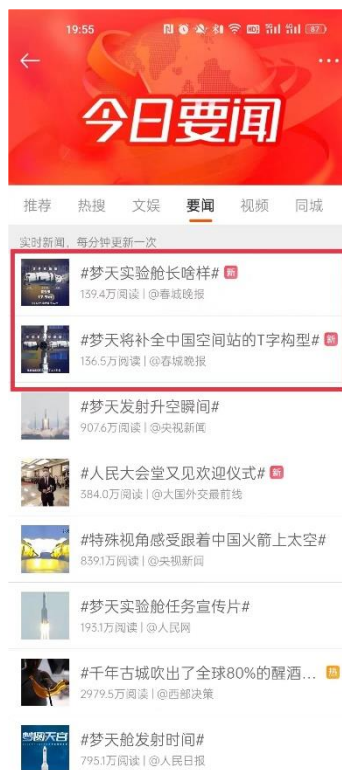 19:55
87
今日要闻
推荐 热搜 文娱 要闻 视频 同城
实时新闻，每分钟更新一次
#梦天实验舱长啥样# 新
139.4万阅读 | @春城晚报
#梦天将补全中国空间站的T字构型# 新
136.5万阅读 | @春城晚报
#梦天发射升空瞬间#
907.6万阅读 | @央视新闻
#人民大会堂又见欢迎仪式# 新
384.0万阅读 | @大国外交最前线
#特殊视角感受跟着中国火箭上太空#
839.1万阅读 | @央视新闻
#梦天实验舱任务宣传片#
193.1万阅读 | @人民网
#千年古城吹出了全球80%的醒酒... 热
2979.5万阅读 | @西部决策
#梦天舱发射时间#
795.1万阅读 | @人民日报